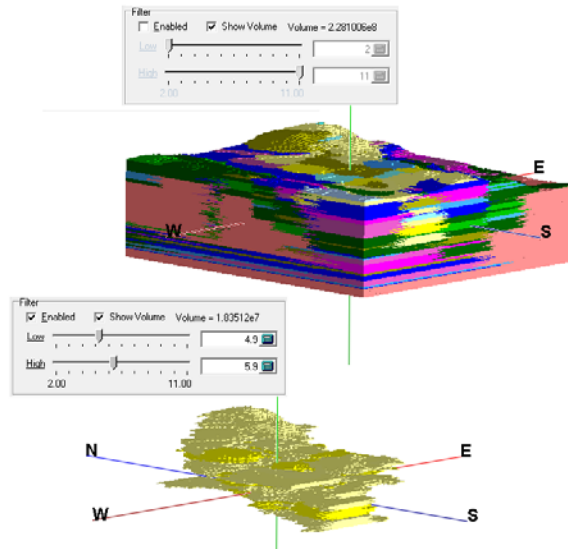 Filter
Enabled Show Volume Volume = 2.281006e8
Low 2
High 11
2.00 11.00
E
W S
Filter
Enabled Show Volume Volume = 1.83512e7
Low 4.9
High 5.9
2.00 11.00
N E
W S